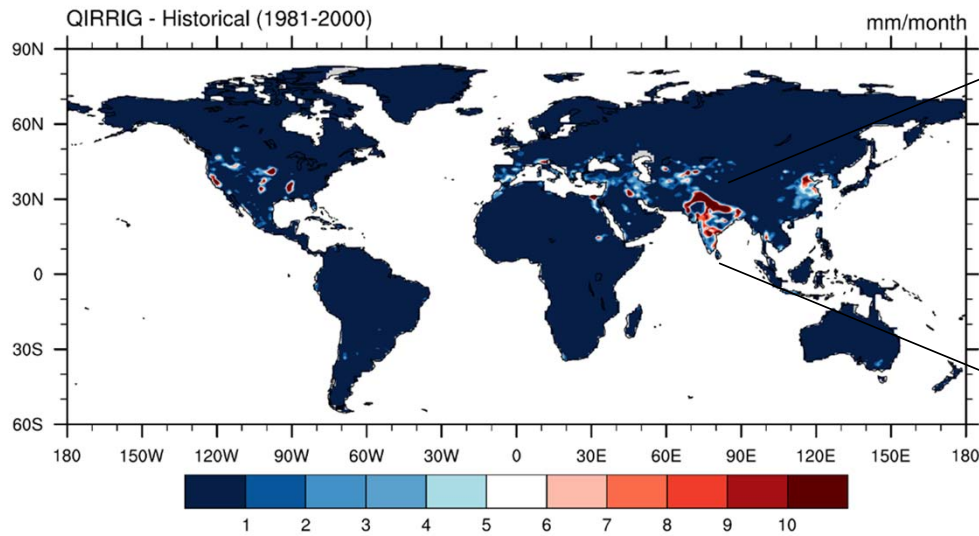 QIRRIG - Historical (1981-2000) mm/month
90N
60N
30N
0
30S
60S
180 150W 120W 90W 60W 30W 0 30E 60E 90E 120E 150E 180
1 2 3 4 5 6 7 8 9 10